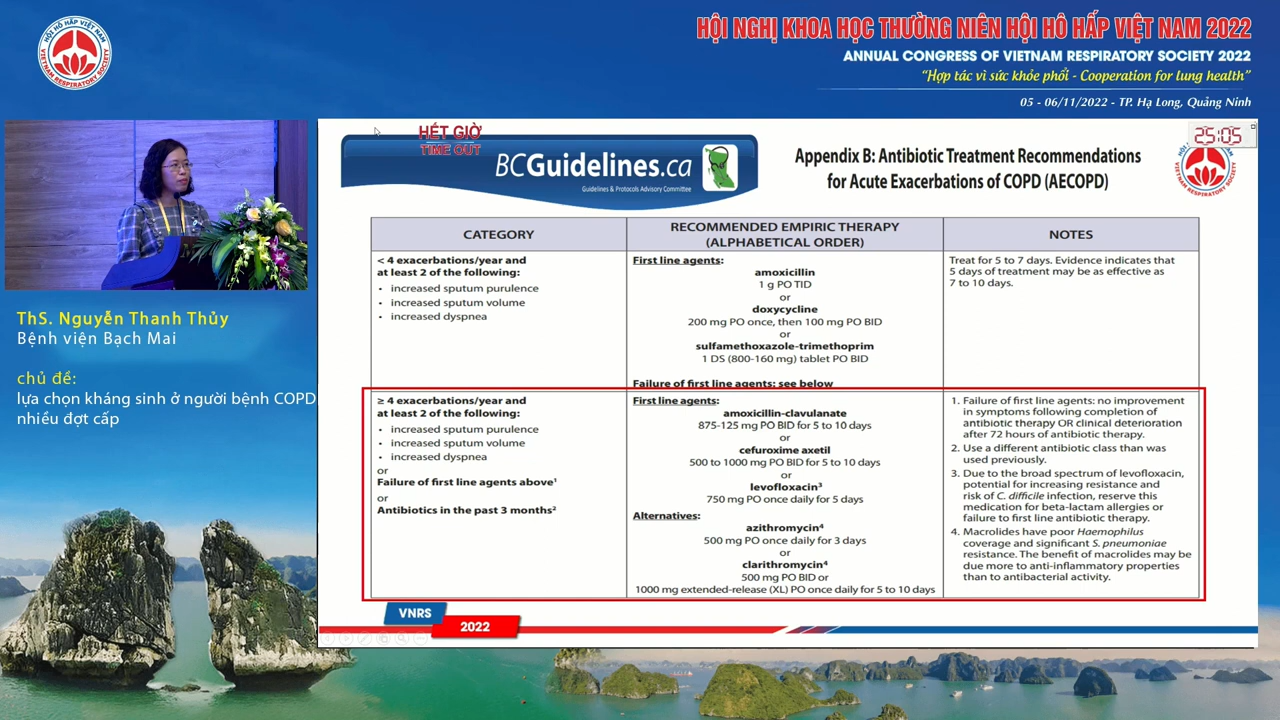 HỘI NGHỊ KHOA HỌC THƯỜNG NIÊN HỘI HÔ HẤP VIỆT NAM 2022
ANNUAL CONGRESS OF VIETNAM RESPIRATORY SOCIETY 2022
“Hợp tác vì sức khỏe phổi - Cooperation for lung health”
05 - 06/11/2022 - TP. Hạ Long, Quảng Ninh
HỘI HÔ HẤP VIỆT NAM
VIETNAM RESPIRATORY SOCIETY
ThS. Nguyễn Thanh Thủy
Bệnh viện Bạch Mai
chủ đề:
lựa chọn kháng sinh ở người bệnh COPD
nhiều đợt cấp
HẾT GIỜ
TIME OUT
25:05
BCGuidelines.ca
Guidelines & Protocols Advisory Committee
Appendix B: Antibiotic Treatment Recommendations
for Acute Exacerbations of COPD (AECOPD)
CATEGORY
RECOMMENDED EMPIRIC THERAPY
(ALPHABETICAL ORDER)
NOTES
< 4 exacerbations/year and
at least 2 of the following:
• increased sputum purulence
• increased sputum volume
• increased dyspnea
First line agents:
amoxicillin
1 g PO TID
or
doxycycline
200 mg PO once, then 100 mg PO BID
or
sulfamethoxazole-trimethoprim
1 DS (800-160 mg) tablet PO BID
Failure of first line agents: see below
Treat for 5 to 7 days. Evidence indicates that
5 days of treatment may be as effective as
7 to 10 days.
≥ 4 exacerbations/year and
at least 2 of the following:
• increased sputum purulence
• increased sputum volume
• increased dyspnea
or
Failure of first line agents above¹
or
Antibiotics in the past 3 months²
First line agents:
amoxicillin-clavulanate
875-125 mg PO BID for 5 to 10 days
or
cefuroxime axetil
500 to 1000 mg PO BID for 5 to 10 days
or
levofloxacin³
750 mg PO once daily for 5 days
Alternatives:
azithromycin⁴
500 mg PO once daily for 3 days
or
clarithromycin⁴
500 mg PO BID or
1000 mg extended-release (XL) PO once daily for 5 to 10 days
1. Failure of first line agents: no improvement
in symptoms following completion of
antibiotic therapy OR clinical deterioration
after 72 hours of antibiotic therapy.
2. Use a different antibiotic class than was
used previously.
3. Due to the broad spectrum of levofloxacin,
potential for increasing resistance and
risk of C. difficile infection, reserve this
medication for beta-lactam allergies or
failure to first line antibiotic therapy.
4. Macrolides have poor Haemophilus
coverage and significant S. pneumoniae
resistance. The benefit of macrolides may be
due more to anti-inflammatory properties
than to antibacterial activity.
VNRS
2022